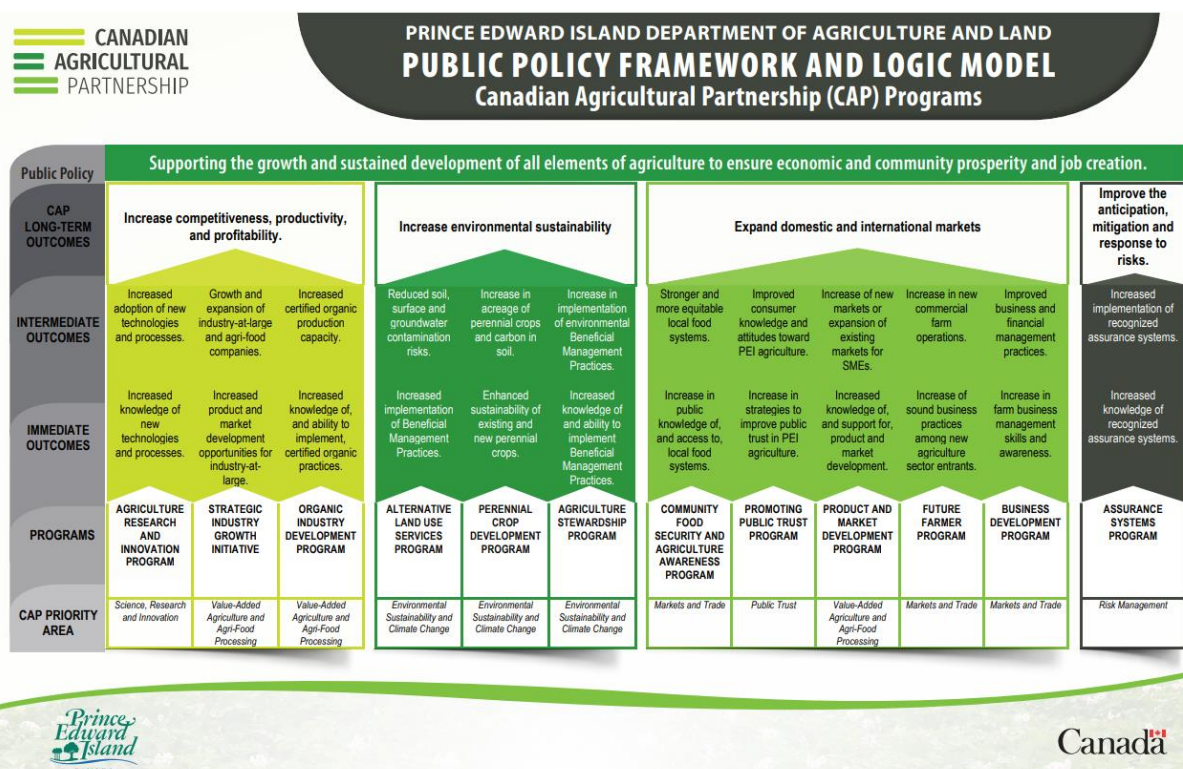 CANADIAN
AGRICULTURAL
PARTNERSHIP
PRINCE EDWARD ISLAND DEPARTMENT OF AGRICULTURE AND LAND
PUBLIC POLICY FRAMEWORK AND LOGIC MODEL
Canadian Agricultural Partnership (CAP) Programs
Public Policy
Supporting the growth and sustained development of all elements of agriculture to ensure economic and community prosperity and job creation.
CAP
LONG-TERM
OUTCOMES
Increase competitiveness, productivity,
and profitability.
Increase environmental sustainability
Expand domestic and international markets
Improve the
anticipation,
mitigation and
response to
risks.
INTERMEDIATE
OUTCOMES
Increased
adoption of new
technologies
and processes.
Growth and
expansion of
industry-at-large
and agri-food
companies.
Increased
certified organic
production
capacity.
Reduced soil,
surface and
groundwater
contamination
risks.
Increase in
acreage of
perennial crops
and carbon in
soil.
Increase in
implementation
of environmental
Beneficial
Management
Practices.
Stronger and
more equitable
local food
systems.
Improved
consumer
knowledge and
attitudes toward
PEI agriculture.
Increase of new
markets or
expansion of
existing
markets for
SMEs.
Increase in new
commercial
farm
operations.
Improved
business and
financial
management
practices.
Increased
implementation of
recognized
assurance systems.
IMMEDIATE
OUTCOMES
Increased
knowledge of
new
technologies
and processes.
Increased
product and
market
development
opportunities for
industry-at-
large.
Increased
knowledge of,
and ability to
implement,
certified organic
practices.
Increased
implementation
of Beneficial
Management
Practices.
Enhanced
sustainability of
existing and
new perennial
crops.
Increased
knowledge of
and ability to
implement
Beneficial
Management
Practices.
Increase in
public
knowledge of,
and access to,
local food
systems.
Increase in
strategies to
improve public
trust in PEI
agriculture.
Increased
knowledge of,
and support for,
product and
market
development.
Increase of
sound business
practices
among new
agriculture
sector entrants.
Increase in
farm business
management
skills and
awareness.
Increased
knowledge of
recognized
assurance systems.
PROGRAMS
AGRICULTURE
RESEARCH
AND
INNOVATION
PROGRAM
STRATEGIC
INDUSTRY
GROWTH
INITIATIVE
ORGANIC
INDUSTRY
DEVELOPMENT
PROGRAM
ALTERNATIVE
LAND USE
SERVICES
PROGRAM
PERENNIAL
CROP
DEVELOPMENT
PROGRAM
AGRICULTURE
STEWARDSHIP
PROGRAM
COMMUNITY
FOOD
SECURITY AND
AGRICULTURE
AWARENESS
PROGRAM
PROMOTING
PUBLIC TRUST
PROGRAM
PRODUCT AND
MARKET
DEVELOPMENT
PROGRAM
FUTURE
FARMER
PROGRAM
BUSINESS
DEVELOPMENT
PROGRAM
ASSURANCE
SYSTEMS
PROGRAM
CAP PRIORITY
AREA
Science, Research
and Innovation
Value-Added
Agriculture and
Agri-Food
Processing
Value-Added
Agriculture and
Agri-Food
Processing
Environmental
Sustainability and
Climate Change
Environmental
Sustainability and
Climate Change
Environmental
Sustainability and
Climate Change
Markets and Trade
Public Trust
Value-Added
Agriculture and
Agri-Food
Processing
Markets and Trade
Markets and Trade
Risk Management
Prince
Edward
Island
Canada